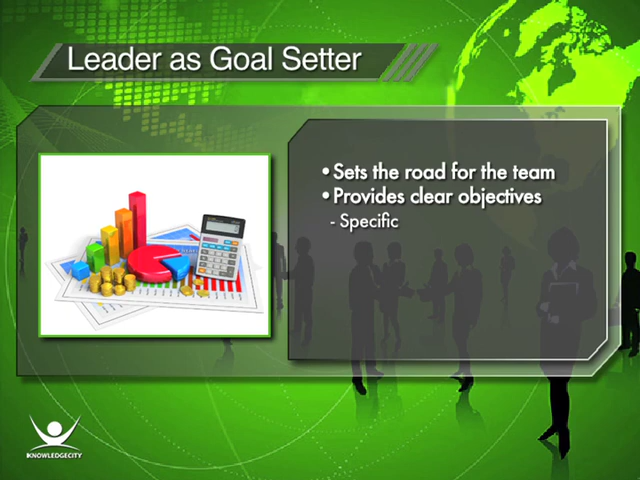 Leader as Goal Setter
•Sets the road for the team
•Provides clear objectives
- Specific
KNOWLEDGECITY